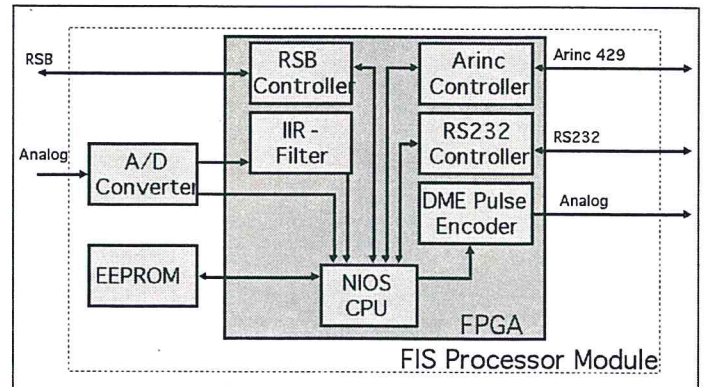 RSB
RSB
Controller
Arinc
Controller
Arinc 429
IIR -
Filter
RS232
Controller
RS232
Analog
A/D
Converter
DME Pulse
Encoder
Analog
EEPROM
NIOS
CPU
FPGA
FIS Processor Module